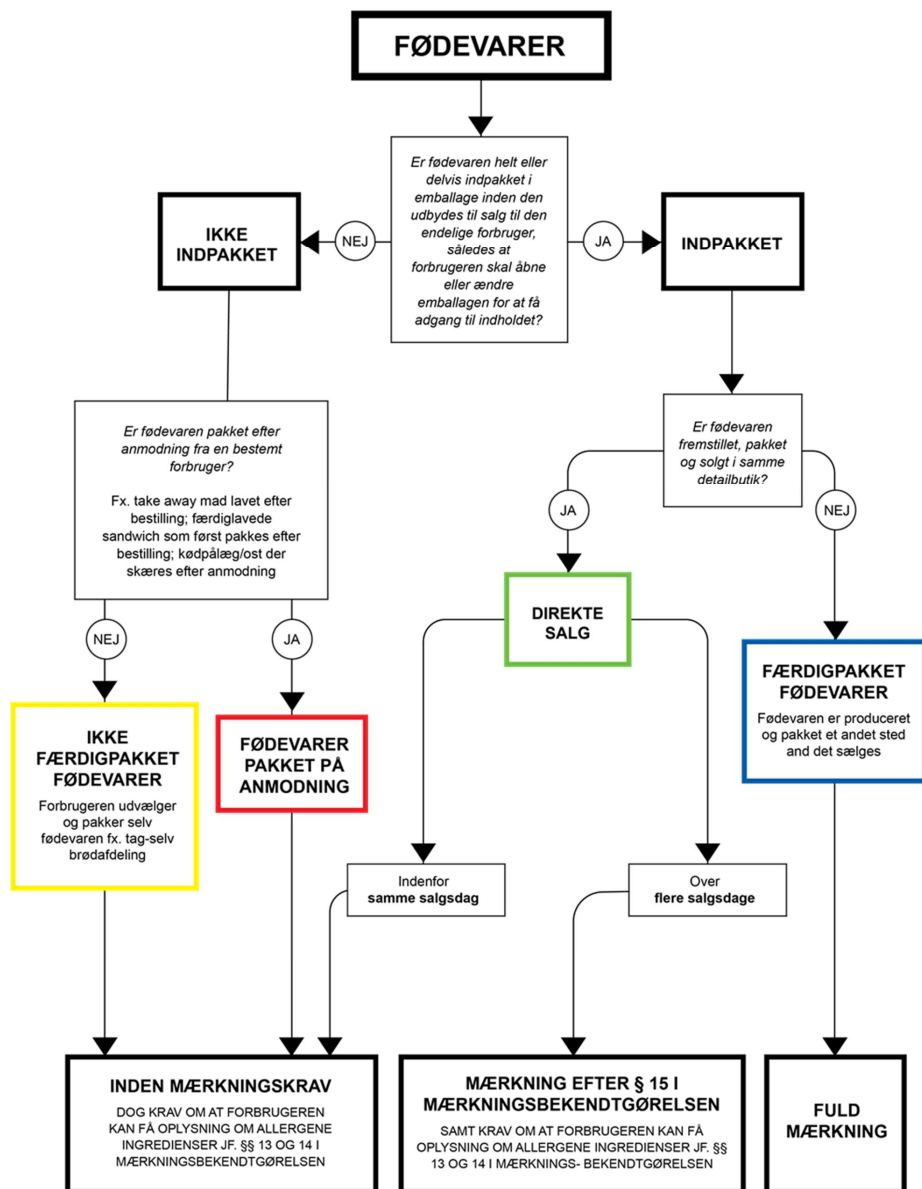 FØDEVARER
Er fødevaren helt eller
delvis indpakket i
emballage inden den
udbydes til salg til den
endelige forbruger,
således at
forbrugeren skal åbne
eller ændre
emballagen for at få
adgang til indholdet?
NEJ
JA
IKKE
INDPAKKET
INDPAKKET
Er fødevaren pakket efter
anmodning fra en bestemt
forbruger?
Fx. take away mad lavet efter
bestilling; færdiglavede
sandwich som først pakkes efter
bestilling; kødpålæg/ost der
skæres efter anmodning
Er fødevaren
fremstillet, pakket
og solgt i samme
detailbutik?
JA
NEJ
NEJ
JA
DIREKTE
SALG
IKKE
FÆRDIGPAKKET
FØDEVARER
Forbrugeren udvælger
og pakker selv
fødevaren fx. tag-selv
brødafdeling
FØDEVARER
PAKKET PÅ
ANMODNING
FÆRDIGPAKKET
FØDEVARER
Fødevaren er produceret
og pakket et andet sted
and det sælges
Indenfor
samme salgsdag
Over
flere salgsdage
INDEN MÆRKNINGSKRAV
DOG KRAV OM AT FORBRUGEREN
KAN FÅ OPLYSNING OM ALLERGENE
INGREDIENSER JF. §§ 13 OG 14 I
MÆRKNINGSBEKENDTGØRELSEN
MÆRKNING EFTER § 15 I
MÆRKNINGSBEKENDTGØRELSEN
SAMT KRAV OM AT FORBRUGEREN KAN FÅ
OPLYSNING OM ALLERGENE INGREDIENSER JF. §§
13 OG 14 I MÆRKNINGS- BEKENDTGØRELSEN
FULD
MÆRKNING